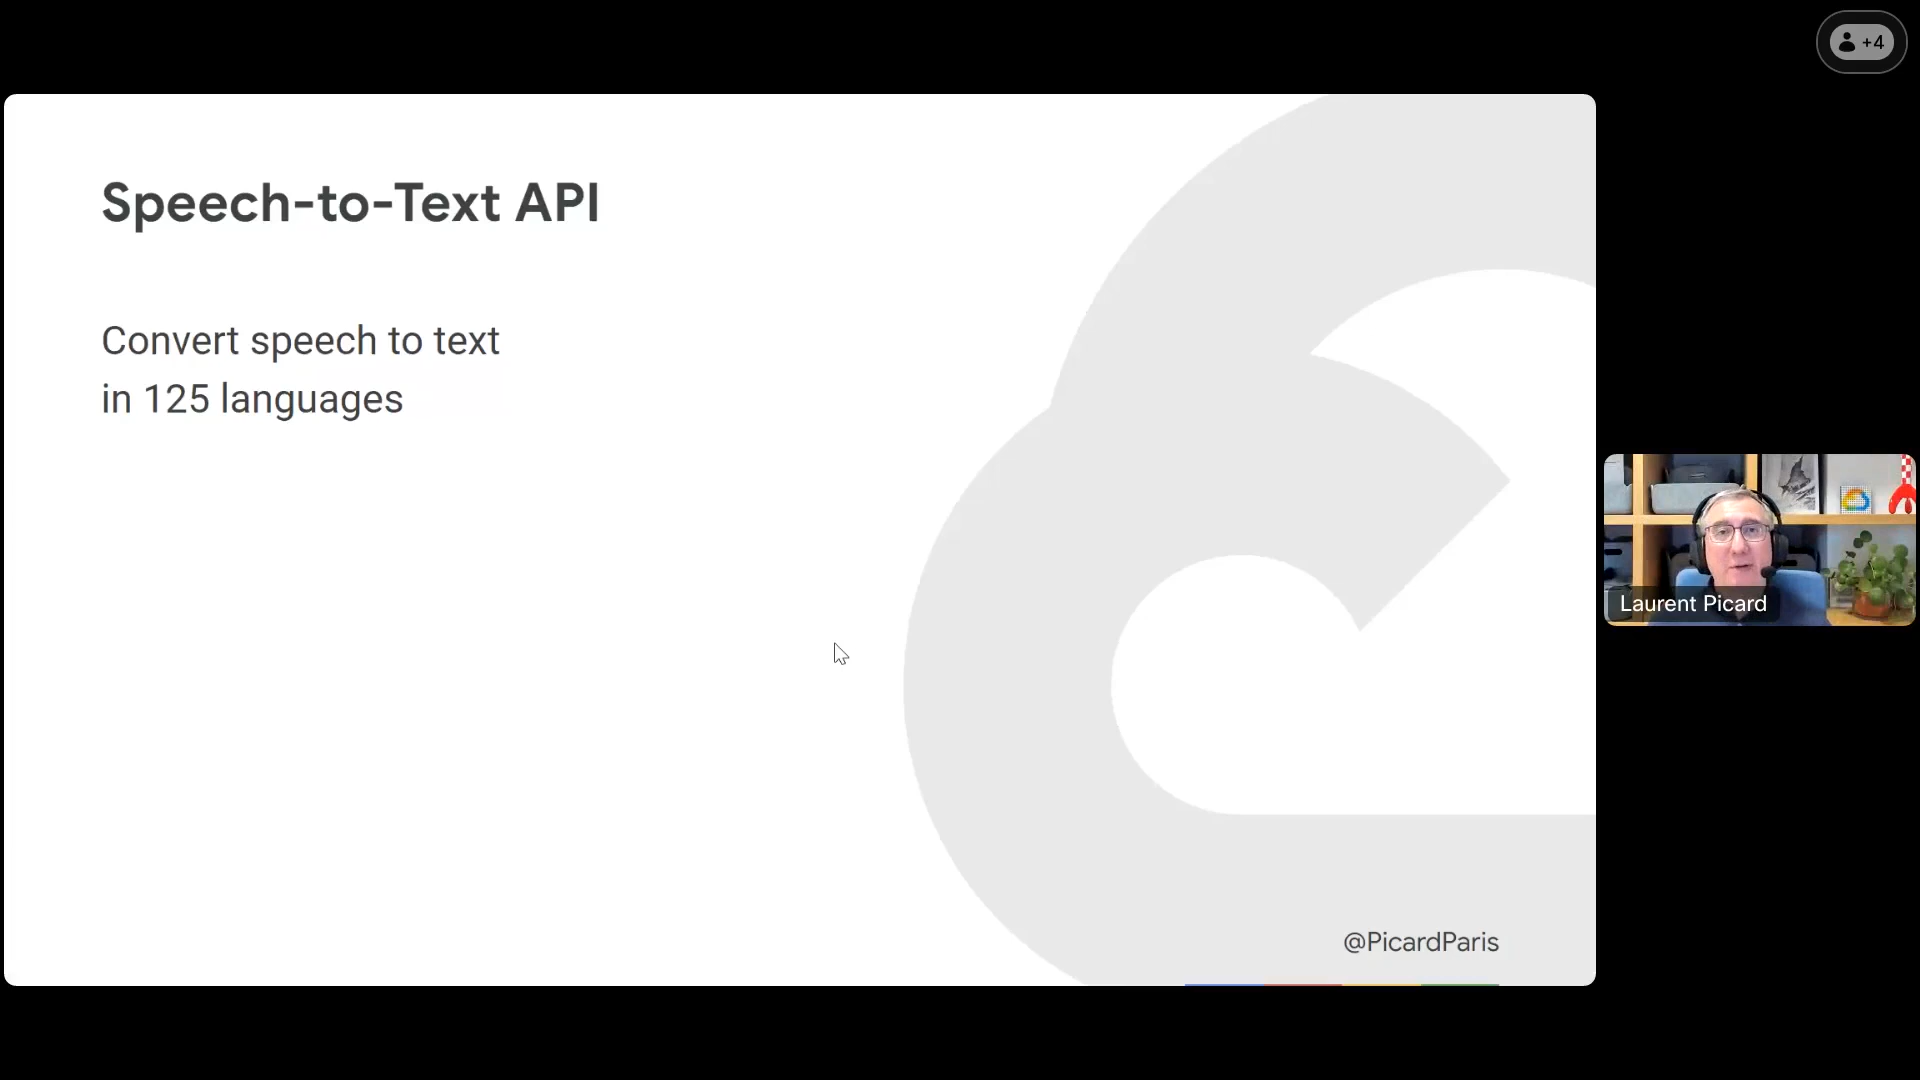 +4
Speech-to-Text API
Convert speech to text
in 125 languages
Laurent Picard
@PicardParis